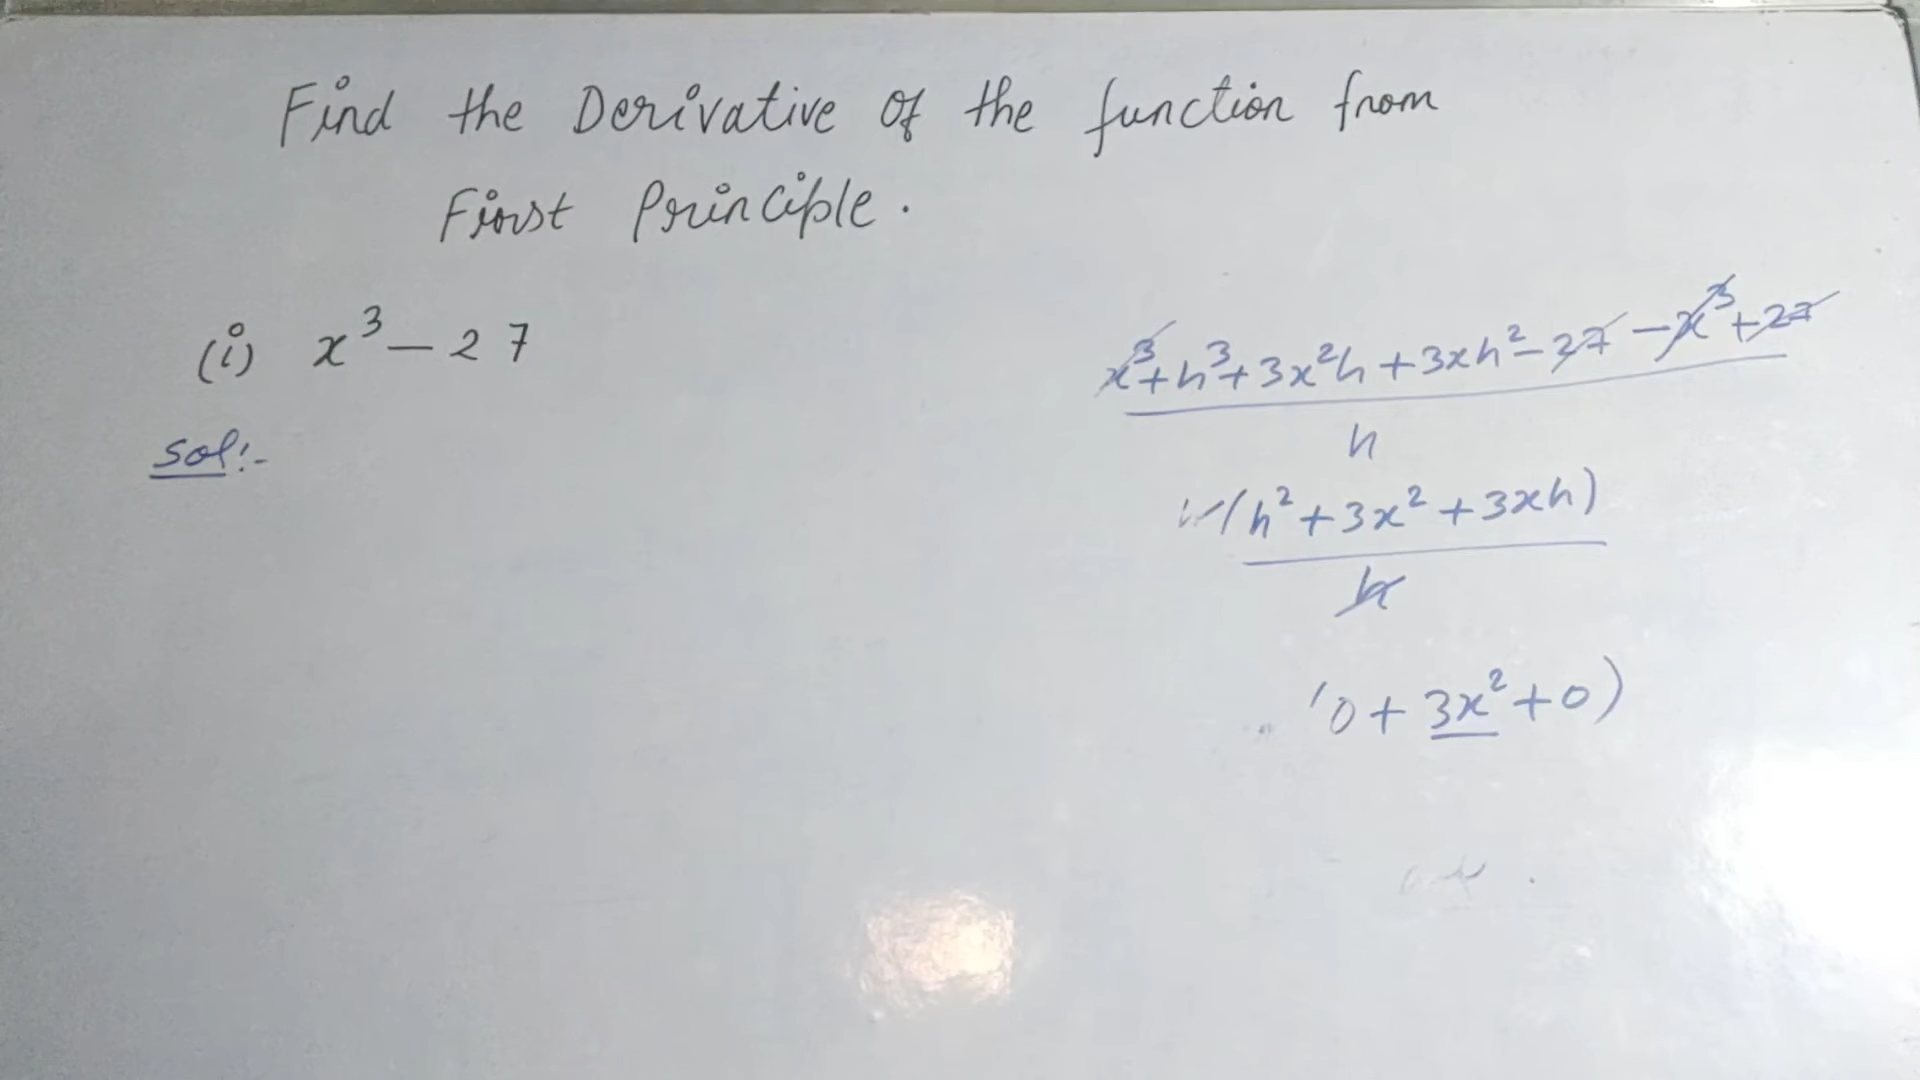 Find the Derivative of the function from
First Principle.
(i) x³ – 27
Sol:-
x³+h³+3x²h+3xh²–27–x³+27
h
(h²+3x²+3xh)
h
(0+3x²+0)